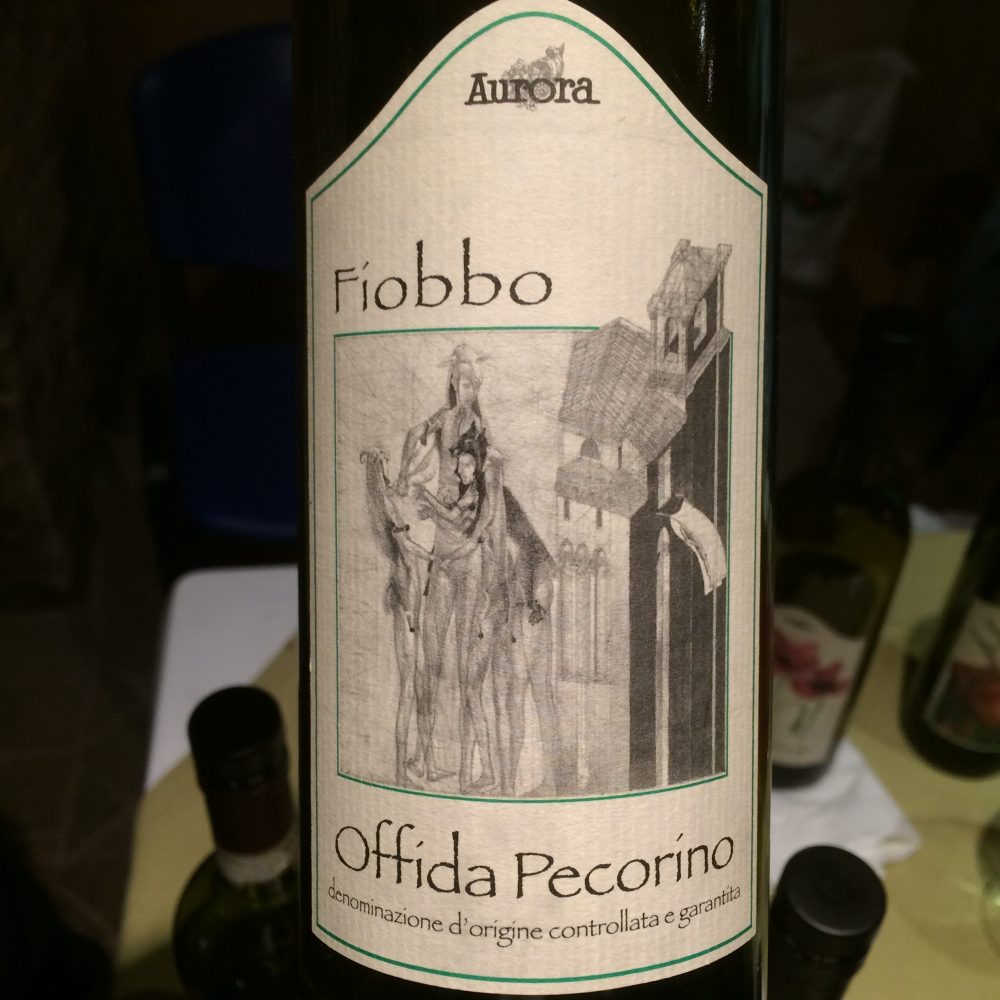 Aurora
Fiobbo
Offida Pecorino
denominazione d'origine controllata e garantita